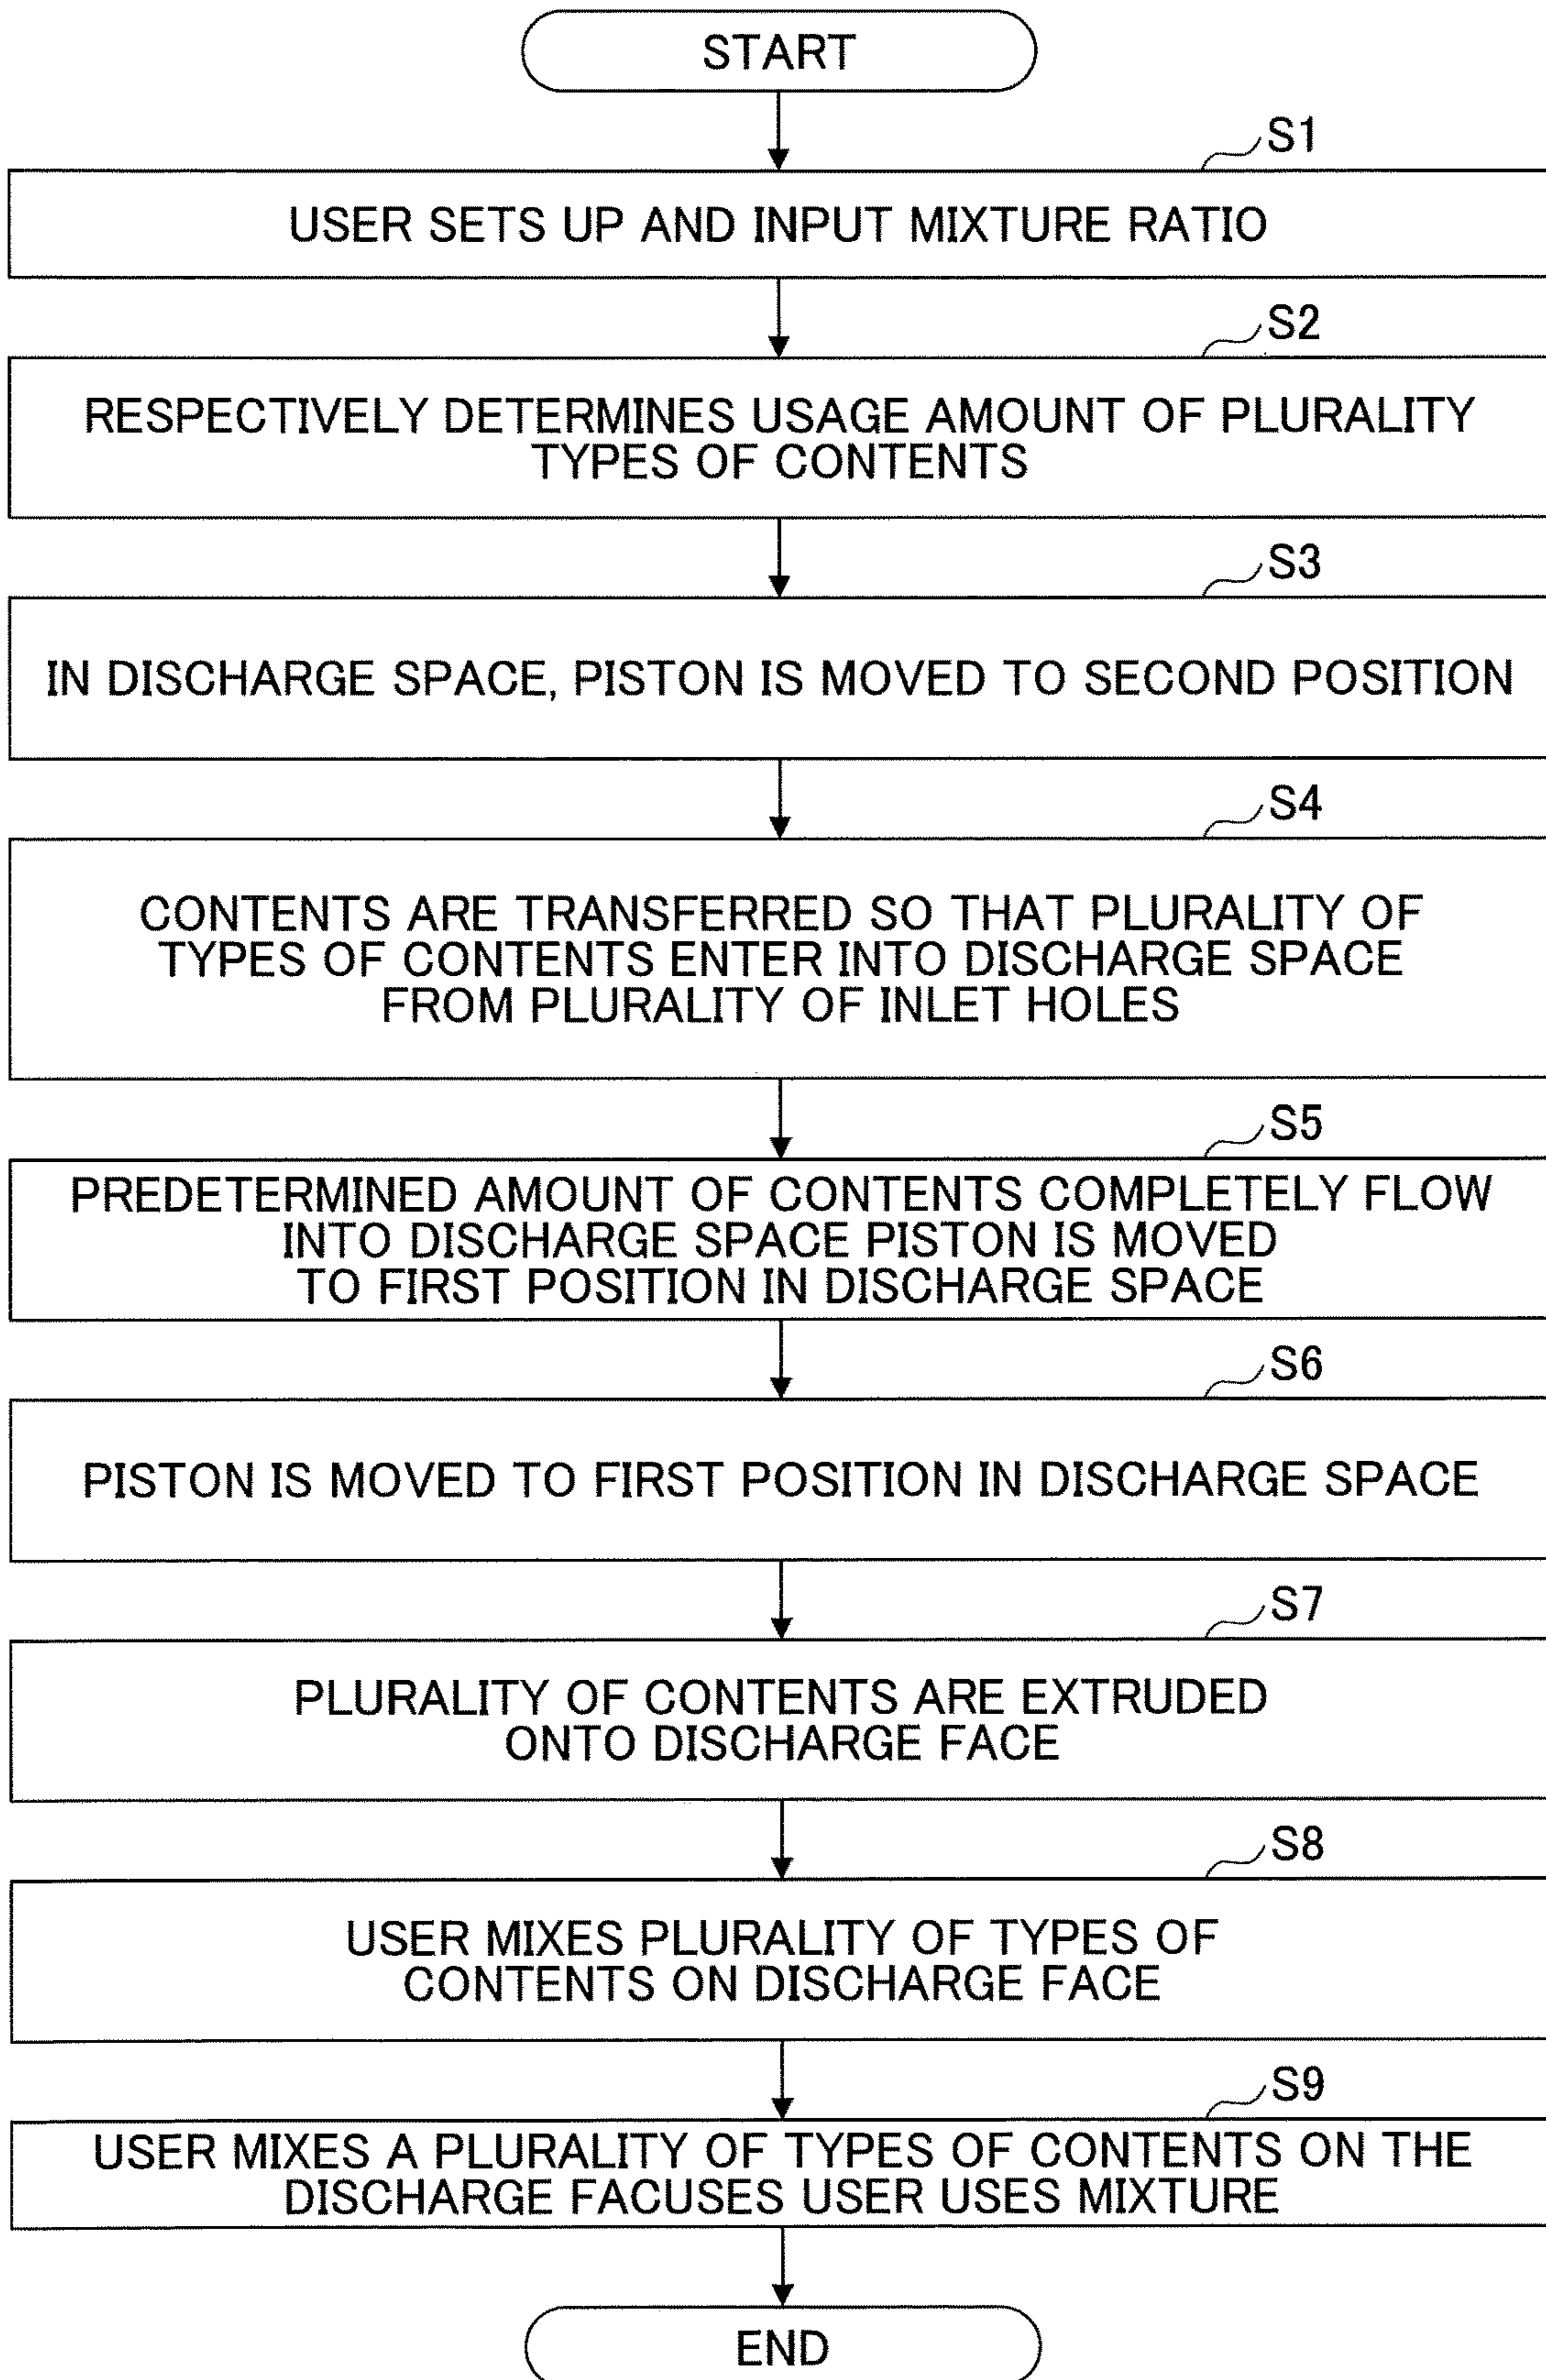 START
S1
USER SETS UP AND INPUT MIXTURE RATIO
S2
RESPECTIVELY DETERMINES USAGE AMOUNT OF PLURALITY
TYPES OF CONTENTS
S3
IN DISCHARGE SPACE, PISTON IS MOVED TO SECOND POSITION
S4
CONTENTS ARE TRANSFERRED SO THAT PLURALITY OF
TYPES OF CONTENTS ENTER INTO DISCHARGE SPACE
FROM PLURALITY OF INLET HOLES
S5
PREDETERMINED AMOUNT OF CONTENTS COMPLETELY FLOW
INTO DISCHARGE SPACE PISTON IS MOVED
TO FIRST POSITION IN DISCHARGE SPACE
S6
PISTON IS MOVED TO FIRST POSITION IN DISCHARGE SPACE
S7
PLURALITY OF CONTENTS ARE EXTRUDED
ONTO DISCHARGE FACE
S8
USER MIXES PLURALITY OF TYPES OF
CONTENTS ON DISCHARGE FACE
S9
USER MIXES A PLURALITY OF TYPES OF CONTENTS ON THE
DISCHARGE FACUSES USER USES MIXTURE
END